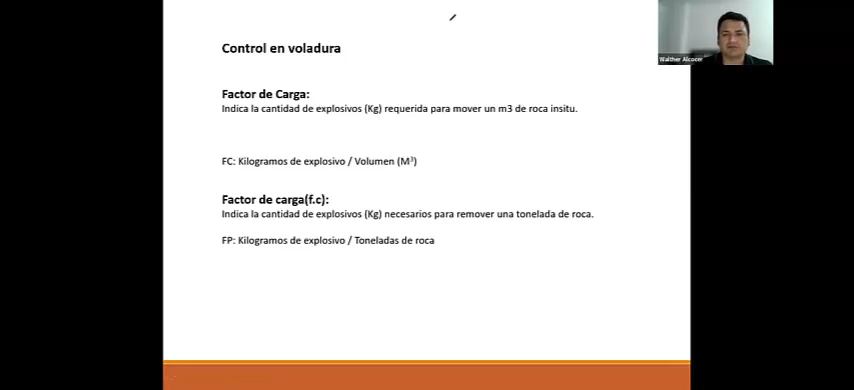 Walther Alcocer
Control en voladura
Factor de Carga:
Indica la cantidad de explosivos (Kg) requerida para mover un m3 de roca insitu.
FC: Kilogramos de explosivo / Volumen (M³)
Factor de carga(f.c):
Indica la cantidad de explosivos (Kg) necesarios para remover una tonelada de roca.
FP: Kilogramos de explosivo / Toneladas de roca